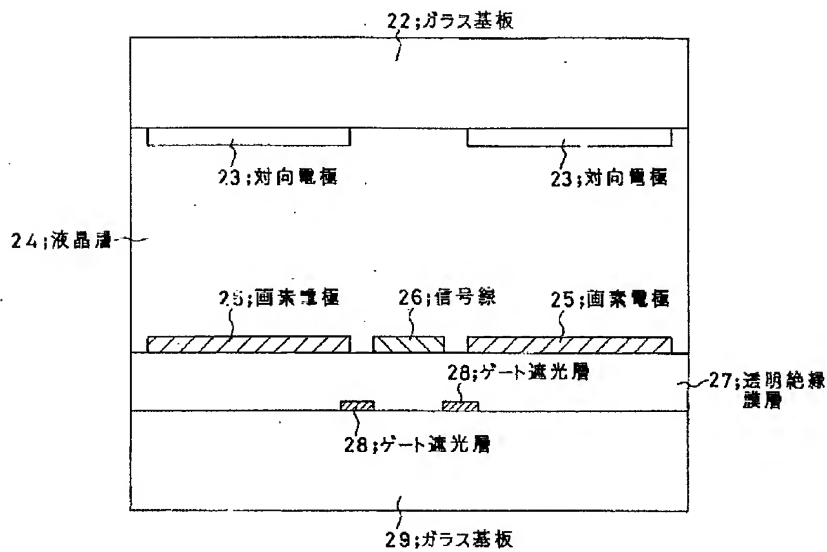 22;ガラス基板
23;対向電極
23;対向電極
24;液晶層
25;画素電極
26;信号線
25;画素電極
28;ゲート遮光層
27;透明絶縁
膜層
28;ゲート遮光層
29;ガラス基板